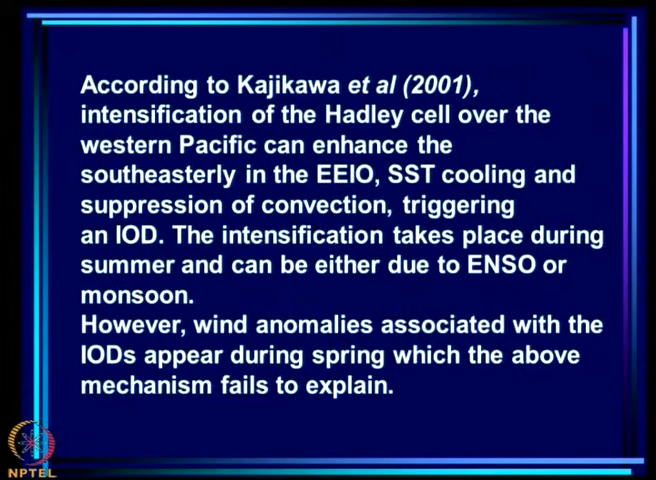 According to Kajikawa et al (2001),
intensification of the Hadley cell over the
western Pacific can enhance the
southeasterly in the EEIO, SST cooling and
suppression of convection, triggering
an IOD. The intensification takes place during
summer and can be either due to ENSO or
monsoon.
However, wind anomalies associated with the
IODs appear during spring which the above
mechanism fails to explain.
NPTEL